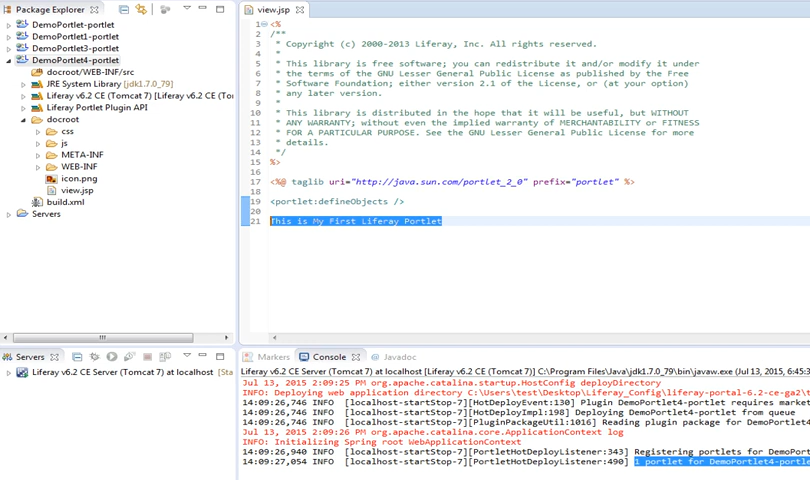 Package Explorer
DemoPortlet-portlet
DemoPortlet1-portlet
DemoPortlet3-portlet
DemoPortlet4-portlet
docroot/WEB-INF/src
JRE System Library [jdk1.7.0_79]
Liferay v6.2 CE (Tomcat 7) [Liferay v6.2 CE (Tom
Liferay Portlet Plugin API
docroot
css
js
META-INF
WEB-INF
icon.png
view.jsp
build.xml
Servers
view.jsp
1 <%
2 /**
3 * Copyright (c) 2000-2013 Liferay, Inc. All rights reserved.
4 *
5 * This library is free software; you can redistribute it and/or modify it under
6 * the terms of the GNU Lesser General Public License as published by the Free
7 * Software Foundation; either version 2.1 of the License, or (at your option)
8 * any later version.
9 *
10 * This library is distributed in the hope that it will be useful, but WITHOUT
11 * ANY WARRANTY; without even the implied warranty of MERCHANTABILITY or FITNESS
12 * FOR A PARTICULAR PURPOSE. See the GNU Lesser General Public License for more
13 * details.
14 */
15 %>
16
17 <%@ taglib uri="http://java.sun.com/portlet_2_0" prefix="portlet" %>
18
19 <portlet:defineObjects />
20
21 This is My First Liferay Portlet
Servers
Liferay v6.2 CE Server (Tomcat 7) at localhost [Sta
Markers Console Javadoc
Liferay v6.2 CE Server (Tomcat 7) at localhost [Liferay v6.2 CE (Tomcat 7)] C:\Program Files\Java\jdk1.7.0_79\bin\javaw.exe (Jul 13, 2015, 6:45:3
Jul 13, 2015 2:09:25 PM org.apache.catalina.startup.HostConfig deployDirectory
INFO: Deploying web application directory C:\Users\test\Desktop\Liferay_Config\liferay-portal-6.2-ce-ga2\t
14:09:26,746 INFO [localhost-startStop-7][HotDeployEvent:130] Plugin DemoPortlet4-portlet requires market
14:09:26,746 INFO [localhost-startStop-7][HotDeployImpl:198] Deploying DemoPortlet4-portlet from queue
14:09:26,746 INFO [localhost-startStop-7][PluginPackageUtil:1016] Reading plugin package for DemoPortlet4
Jul 13, 2015 2:09:26 PM org.apache.catalina.core.ApplicationContext log
INFO: Initializing Spring root WebApplicationContext
14:09:26,940 INFO [localhost-startStop-7][PortletHotDeployListener:343] Registering portlets for DemoPort
14:09:27,054 INFO [localhost-startStop-7][PortletHotDeployListener:490] 1 portlet for DemoPortlet4-portle